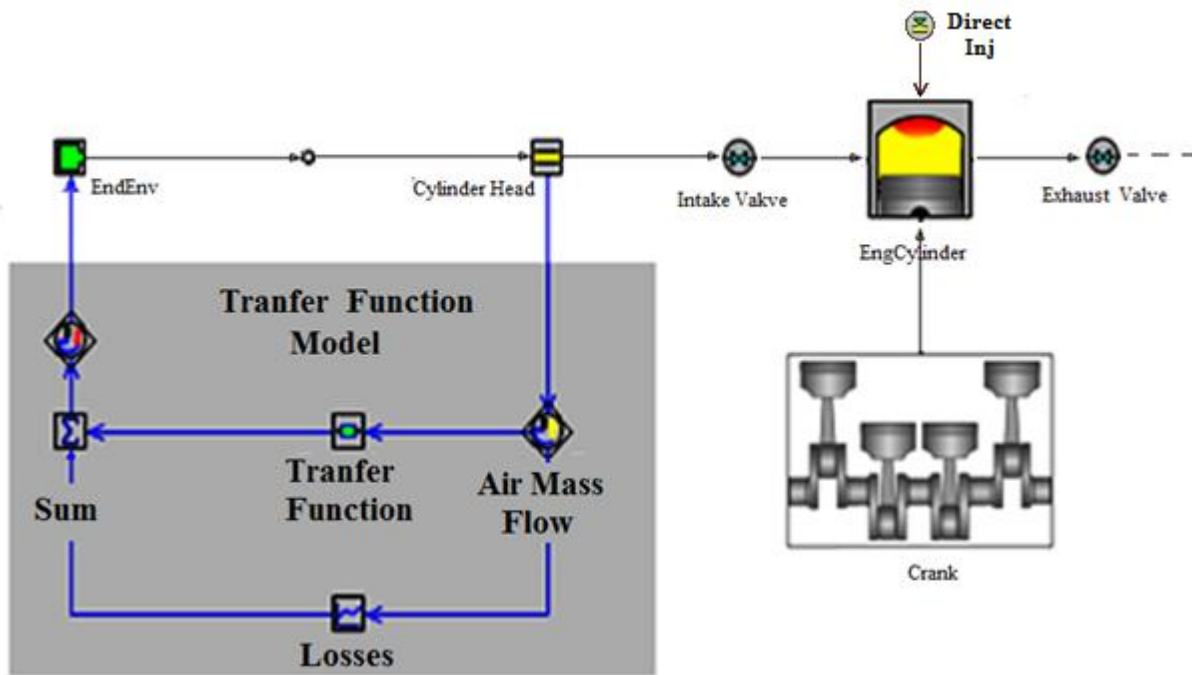 Direct
Inj
EndEnv
Cylinder Head
Intake Vakve
Exhaust Valve
EngCylinder
Tranfer Function
Model
Σ
Tranfer
Function
Air Mass
Flow
Sum
Crank
Losses